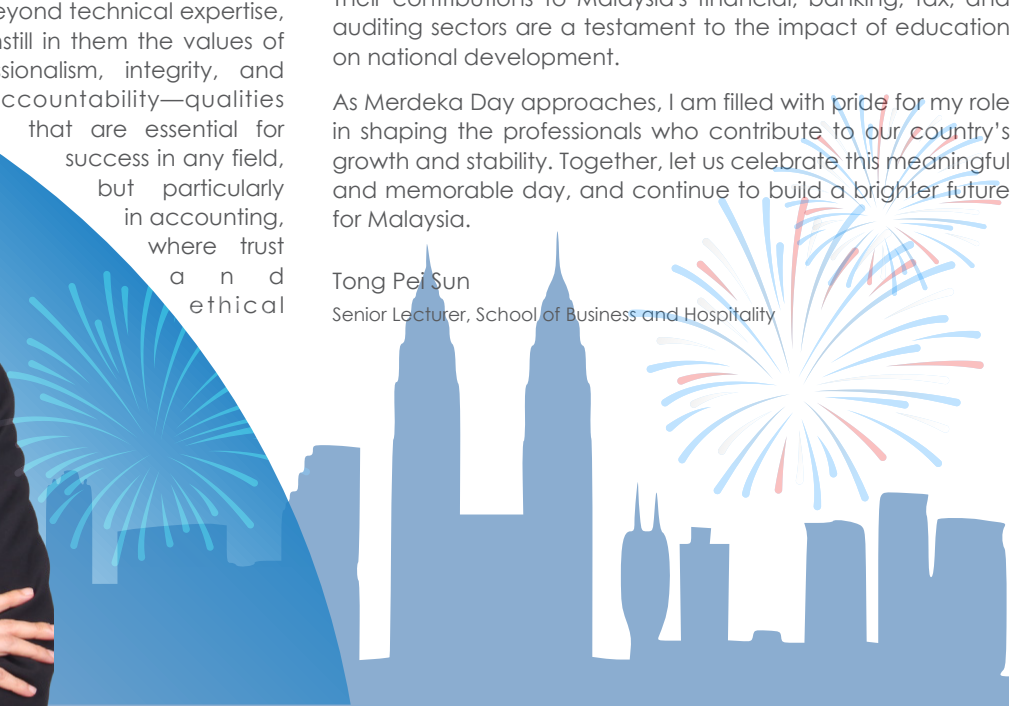 beyond technical expertise,
instill in them the values of
professionalism, integrity, and
accountability—qualities
that are essential for
success in any field,
but particularly
in accounting,
where trust
a n d
ethical
Their contributions to Malaysia's financial, banking, tax, and
auditing sectors are a testament to the impact of education
on national development.
As Merdeka Day approaches, I am filled with pride for my role
in shaping the professionals who contribute to our country's
growth and stability. Together, let us celebrate this meaningful
and memorable day, and continue to build a brighter future
for Malaysia.
Tong Pei Sun
Senior Lecturer, School of Business and Hospitality